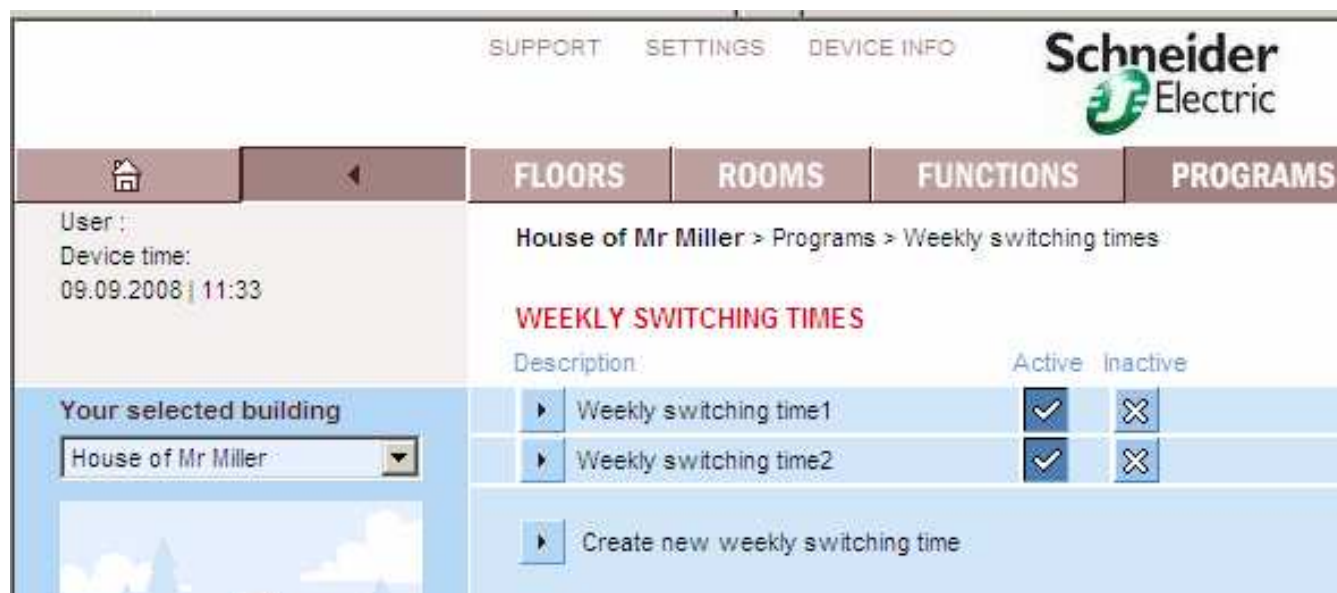 SUPPORT SETTINGS DEVICE INFO
Schneider
Electric
FLOORS ROOMS FUNCTIONS PROGRAMS
User :
Device time:
09.09.2008 | 11:33
House of Mr Miller > Programs > Weekly switching times
WEEKLY SWITCHING TIMES
Description Active Inactive
Your selected building
House of Mr Miller
Weekly switching time1
Weekly switching time2
Create new weekly switching time